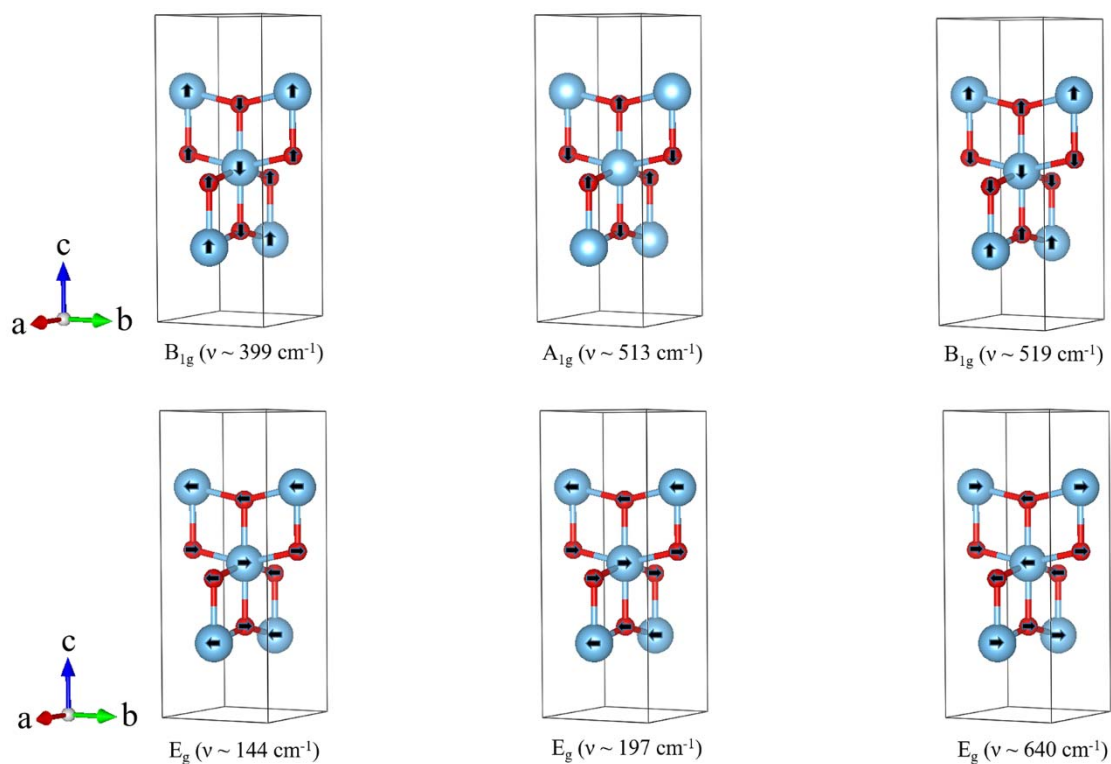 c
a
b
B1g (ν ~ 399 cm-1)
A1g (ν ~ 513 cm-1)
B1g (ν ~ 519 cm-1)
c
a
b
Eg (ν ~ 144 cm-1)
Eg (ν ~ 197 cm-1)
Eg (ν ~ 640 cm-1)